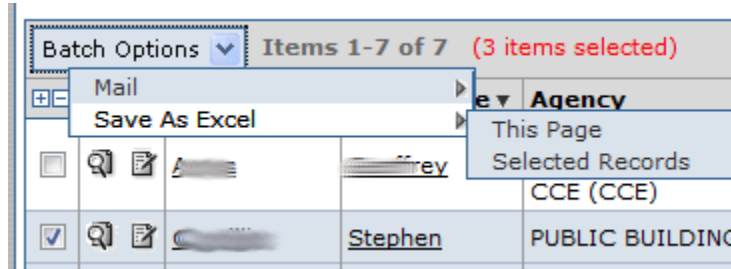 Batch Options Items 1-7 of 7 (3 items selected)
Mail
Agency
Save As Excel
This Page
Selected Records
CCE (CCE)
Stephen PUBLIC BUILDING